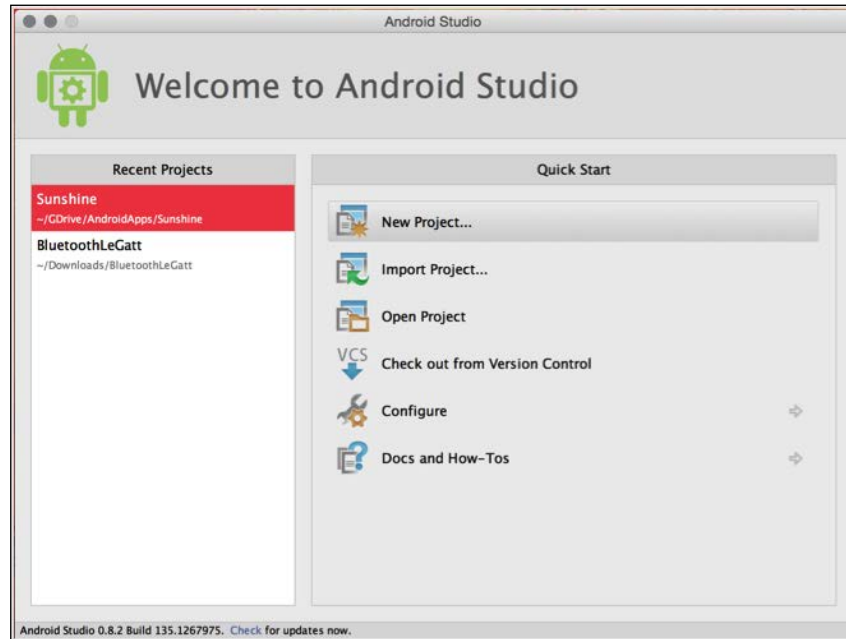 Android Studio
Welcome to Android Studio
Recent Projects
Sunshine
~/GDrive/AndroidApps/Sunshine
BluetoothLeGatt
~/Downloads/BluetoothLeGatt
Quick Start
New Project...
Import Project...
Open Project
VCS
Check out from Version Control
Configure
Docs and How-Tos
Android Studio 0.8.2 Build 135.1267975. Check for updates now.